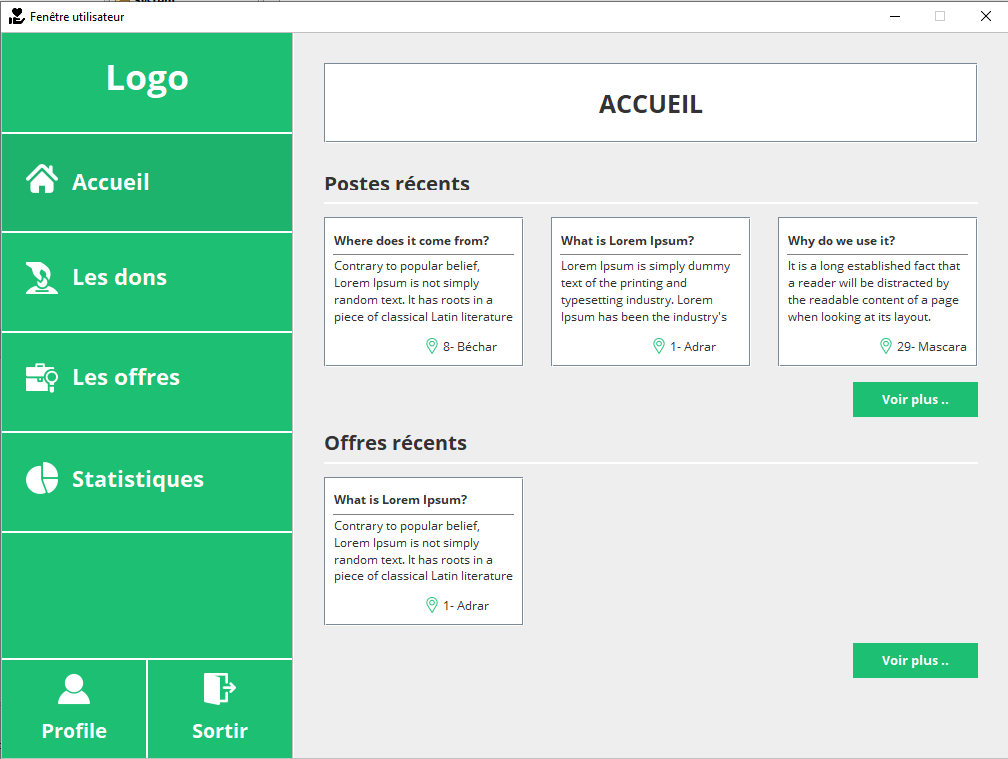 Fenêtre utilisateur
Logo
Accueil
Les dons
Les offres
Statistiques
Profile
Sortir
ACCUEIL
Postes récents
Where does it come from?
Contrary to popular belief,
Lorem Ipsum is not simply
random text. It has roots in a
piece of classical Latin literature
8- Béchar
What is Lorem Ipsum?
Lorem Ipsum is simply dummy
text of the printing and
typesetting industry. Lorem
Ipsum has been the industry's
1- Adrar
Why do we use it?
It is a long established fact that
a reader will be distracted by
the readable content of a page
when looking at its layout.
29- Mascara
Voir plus ..
Offres récents
What is Lorem Ipsum?
Contrary to popular belief,
Lorem Ipsum is not simply
random text. It has roots in a
piece of classical Latin literature
1- Adrar
Voir plus ..